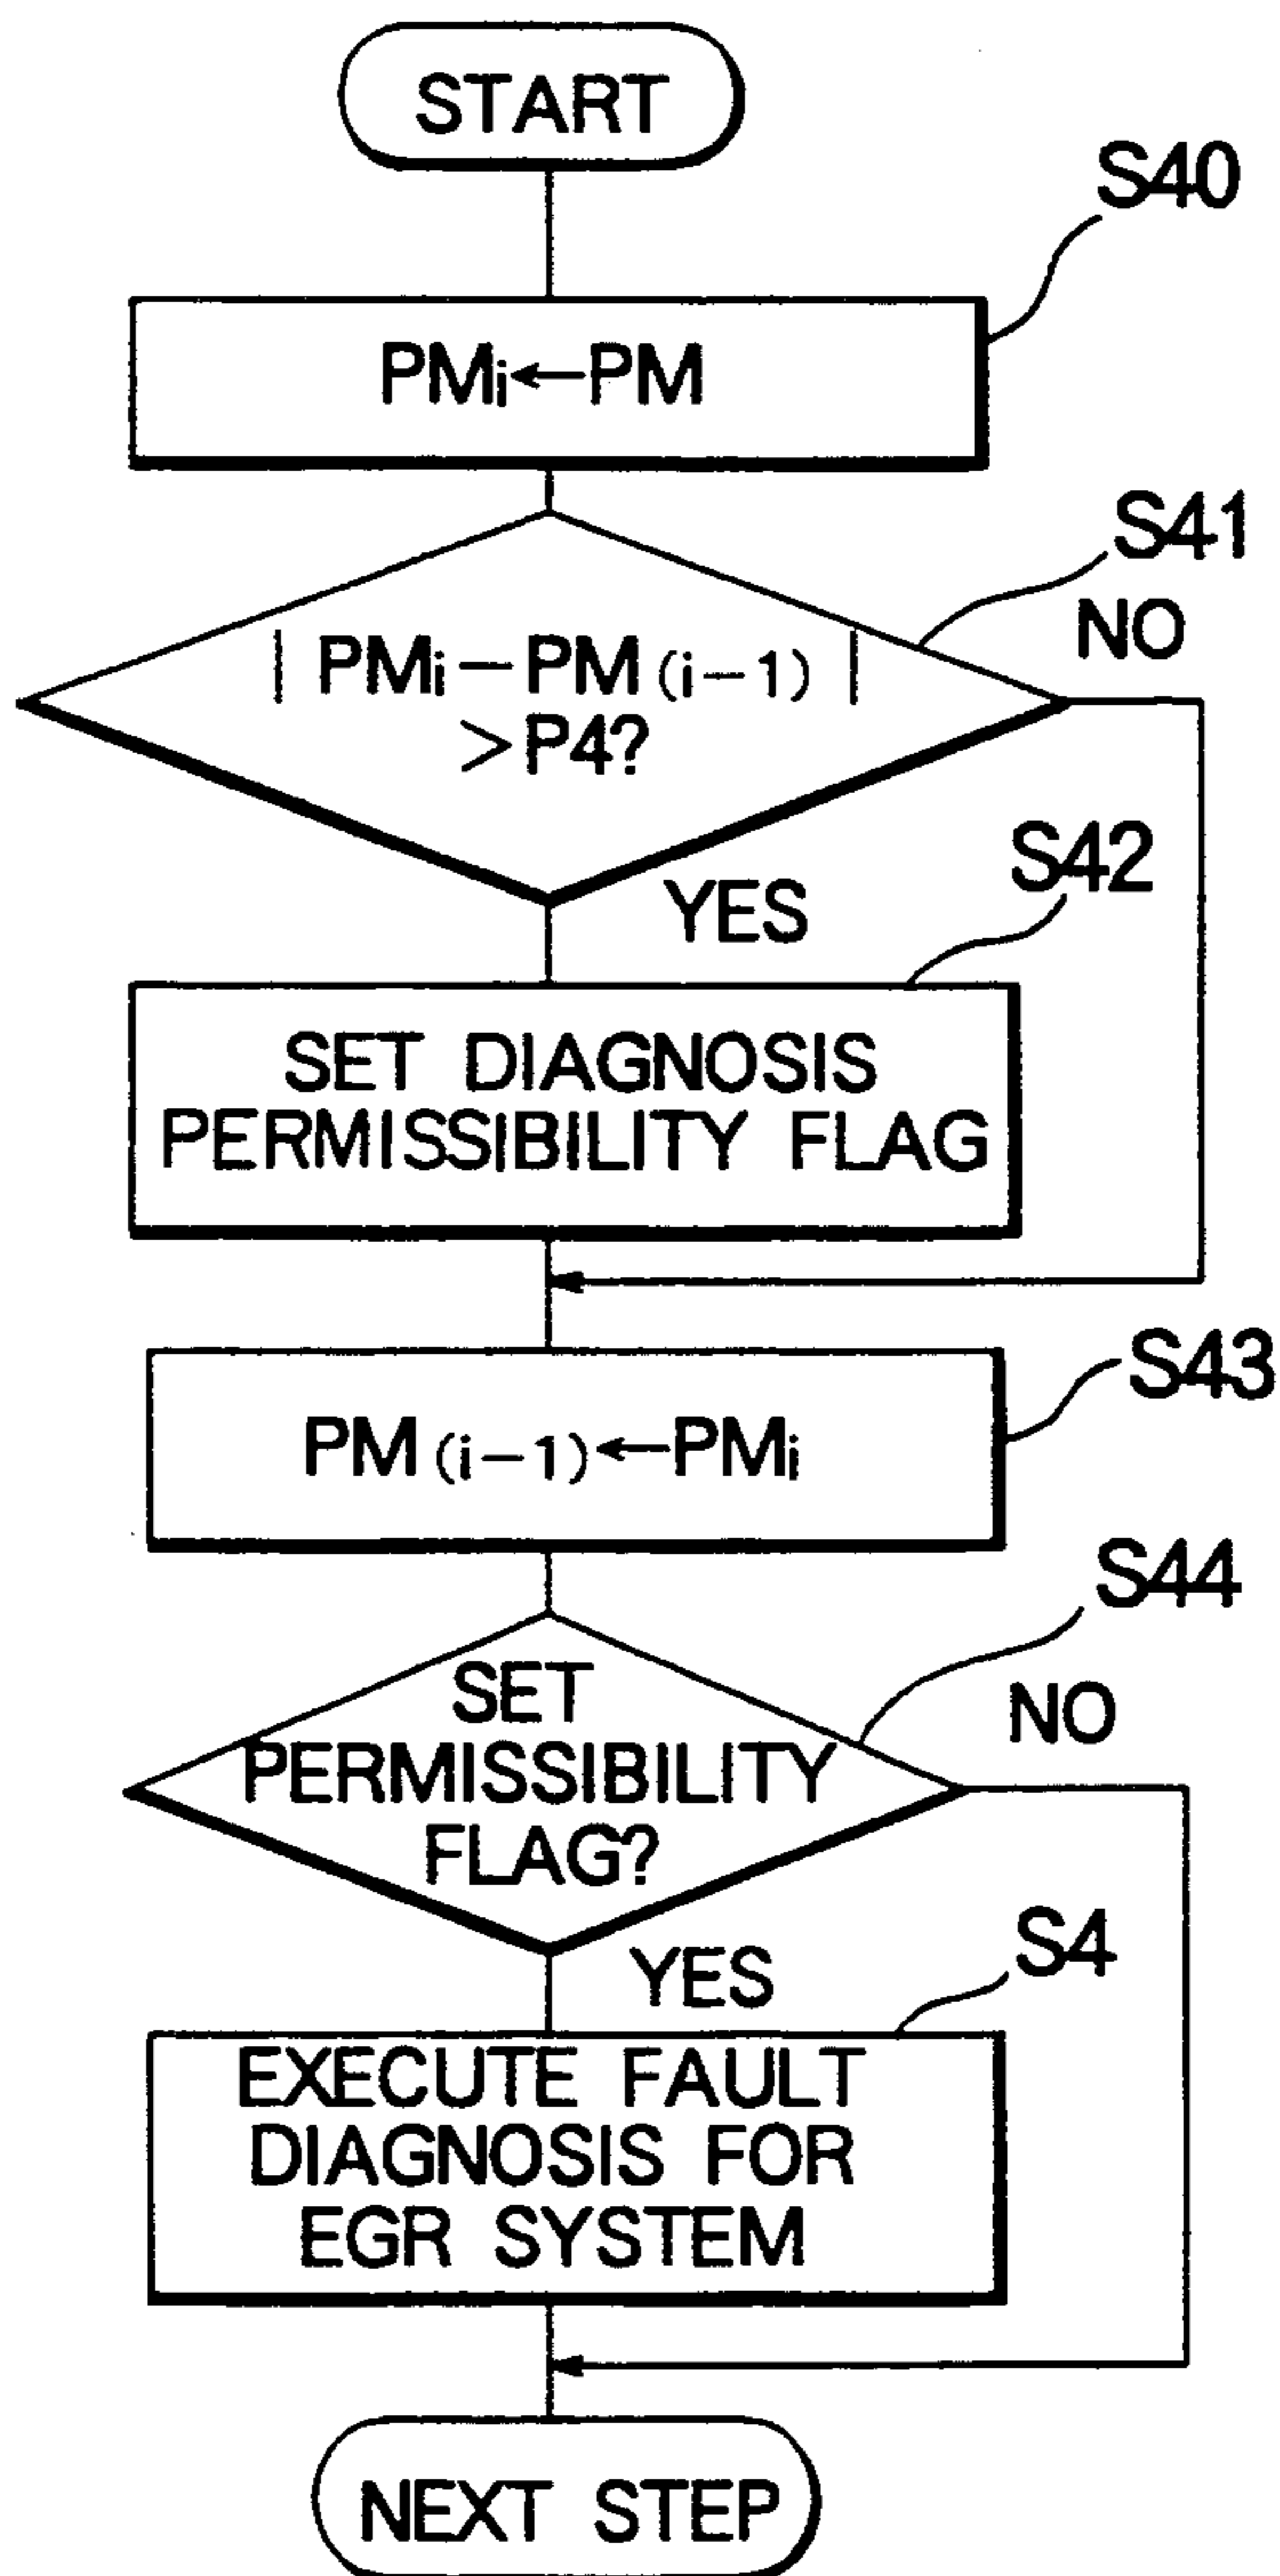 START
S40
PMi←PM
S41
NO
| PMi－PM (i－1) |
>P4?
YES
S42
SET DIAGNOSIS
PERMISSIBILITY FLAG
S43
PM (i－1)←PMi
S44
NO
SET
PERMISSIBILITY
FLAG?
YES
S4
EXECUTE FAULT
DIAGNOSIS FOR
EGR SYSTEM
NEXT STEP